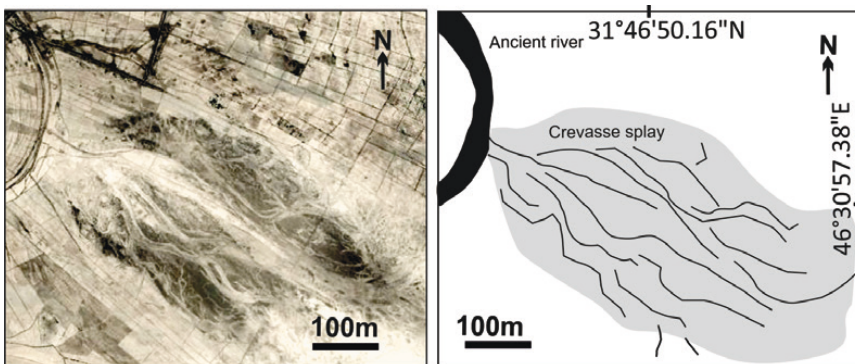 N
100m
31°46'50.16"N
Ancient river
N
Crevasse splay
46°30'57.38"E
100m